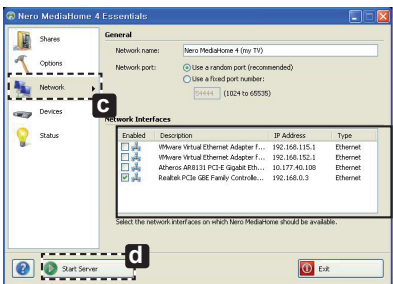 Nero MediaHome 4 Essentials
Shares
Options
Network
Devices
Status
c
General
Network name: Nero MediaHome 4 (my TV)
Network port: Use a random port (recommended)
Use a fixed port number:
54444 (1024 to 65535)
Network Interfaces
Enabled Description IP Address Type
VMware Virtual Ethernet Adapter f... 192.168.115.1 Ethernet
VMware Virtual Ethernet Adapter f... 192.168.152.1 Ethernet
Atheros AR8131 PCI-E Gigabit Eth... 10.177.40.108 Ethernet
Realtek PCIe GBE Family Controlle... 192.168.0.3 Ethernet
Select the network interfaces on which Nero MediaHome should be available.
d
? Start Server Exit